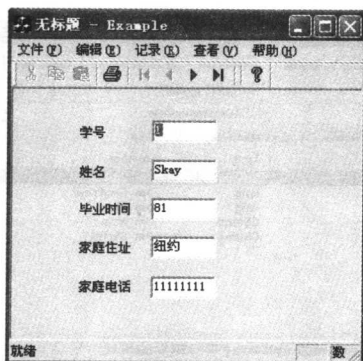 无标题 - Example
文件(F) 编辑(E) 记录(R) 查看(V) 帮助(H)
学号
姓名 Skay
毕业时间 81
家庭住址 纽约
家庭电话 11111111
就绪 数